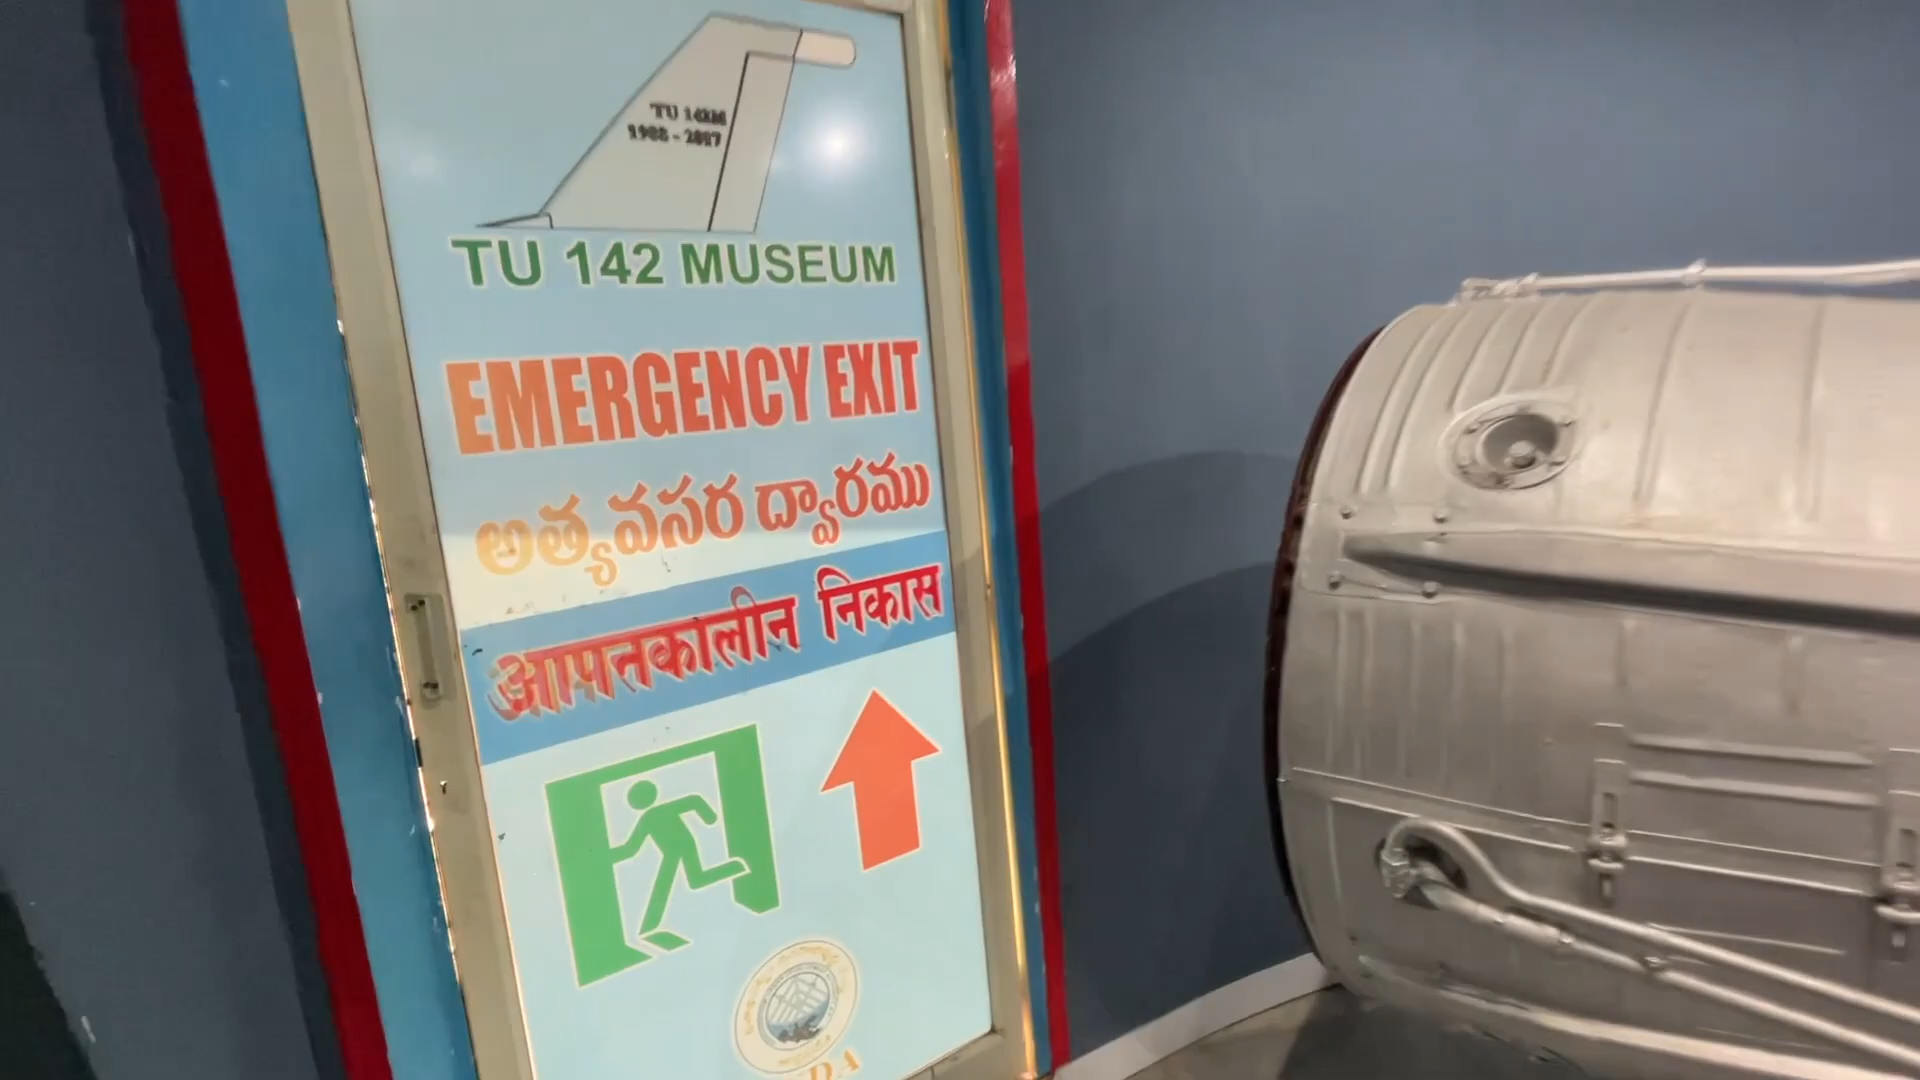 TU 142M
1988 - 2017
TU 142 MUSEUM
EMERGENCY EXIT
అత్యవసర ద్వారము
आपातकालीन निकास